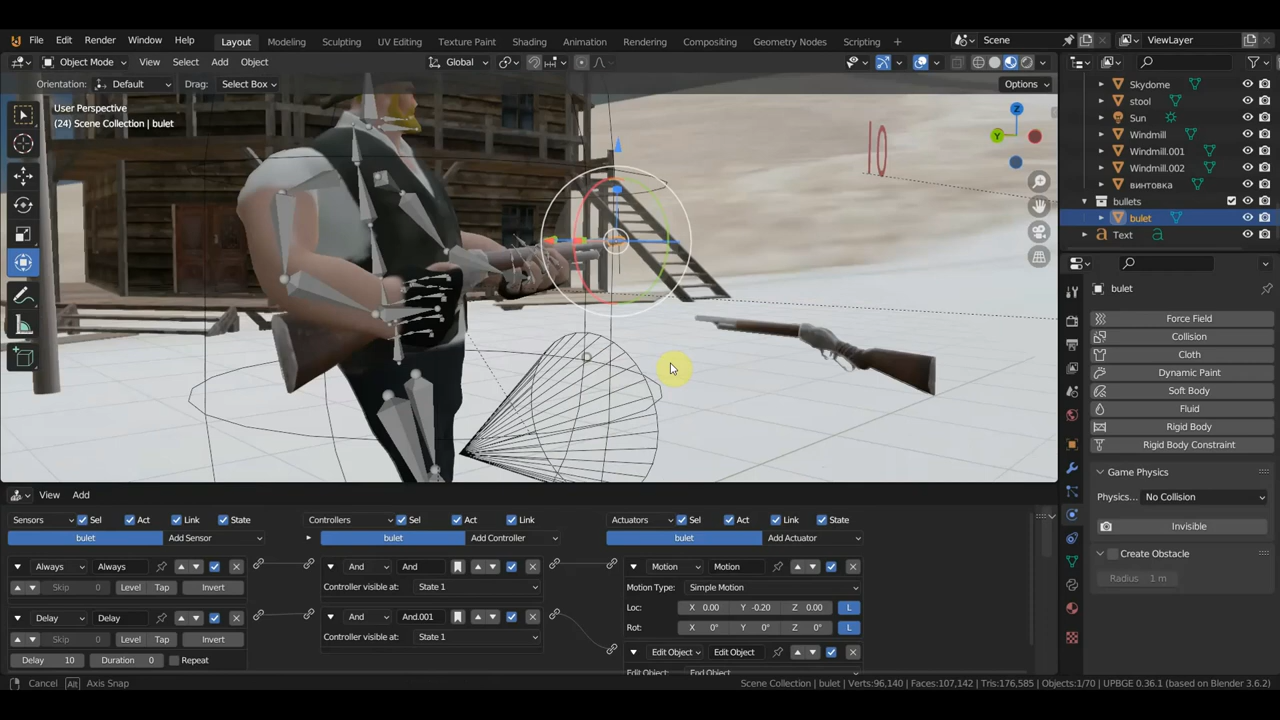 File Edit Render Window Help Layout Modeling Sculpting UV Editing Texture Paint Shading Animation Rendering Compositing Geometry Nodes Scripting + Scene ViewLayer
Object Mode View Select Add Object Global
Orientation: Default Drag: Select Box Options
User Perspective
(24) Scene Collection | bulet
Z
Y
10
Skydome
stool
Sun
Windmill
Windmill.001
Windmill.002
винтовка
bullets
bulet
Text
bulet
Force Field
Collision
Cloth
Dynamic Paint
Soft Body
Fluid
Rigid Body
Rigid Body Constraint
Game Physics
Physics... No Collision
Invisible
Create Obstacle
Radius 1 m
View Add
Sensors Sel Act Link State Controllers Sel Act Link Actuators Sel Act Link State
bulet Add Sensor bulet Add Controller bulet Add Actuator
Always Always And And Motion Motion
Skip 0 Level Tap Invert Controller visible at: State 1 Motion Type: Simple Motion
Loc: X 0.00 Y -0.20 Z 0.00 L
Delay Delay And And.001
Rot: X 0° Y 0° Z 0° L
Skip 0 Level Tap Invert Controller visible at: State 1
Delay 10 Duration 0 Repeat Edit Object Edit Object
Edit Object: End Object
Cancel Alt Axis Snap Scene Collection | bulet | Verts:96,140 | Faces:107,142 | Tris:176,585 | Objects:1/70 | UPBGE 0.36.1 (based on Blender 3.6.2)